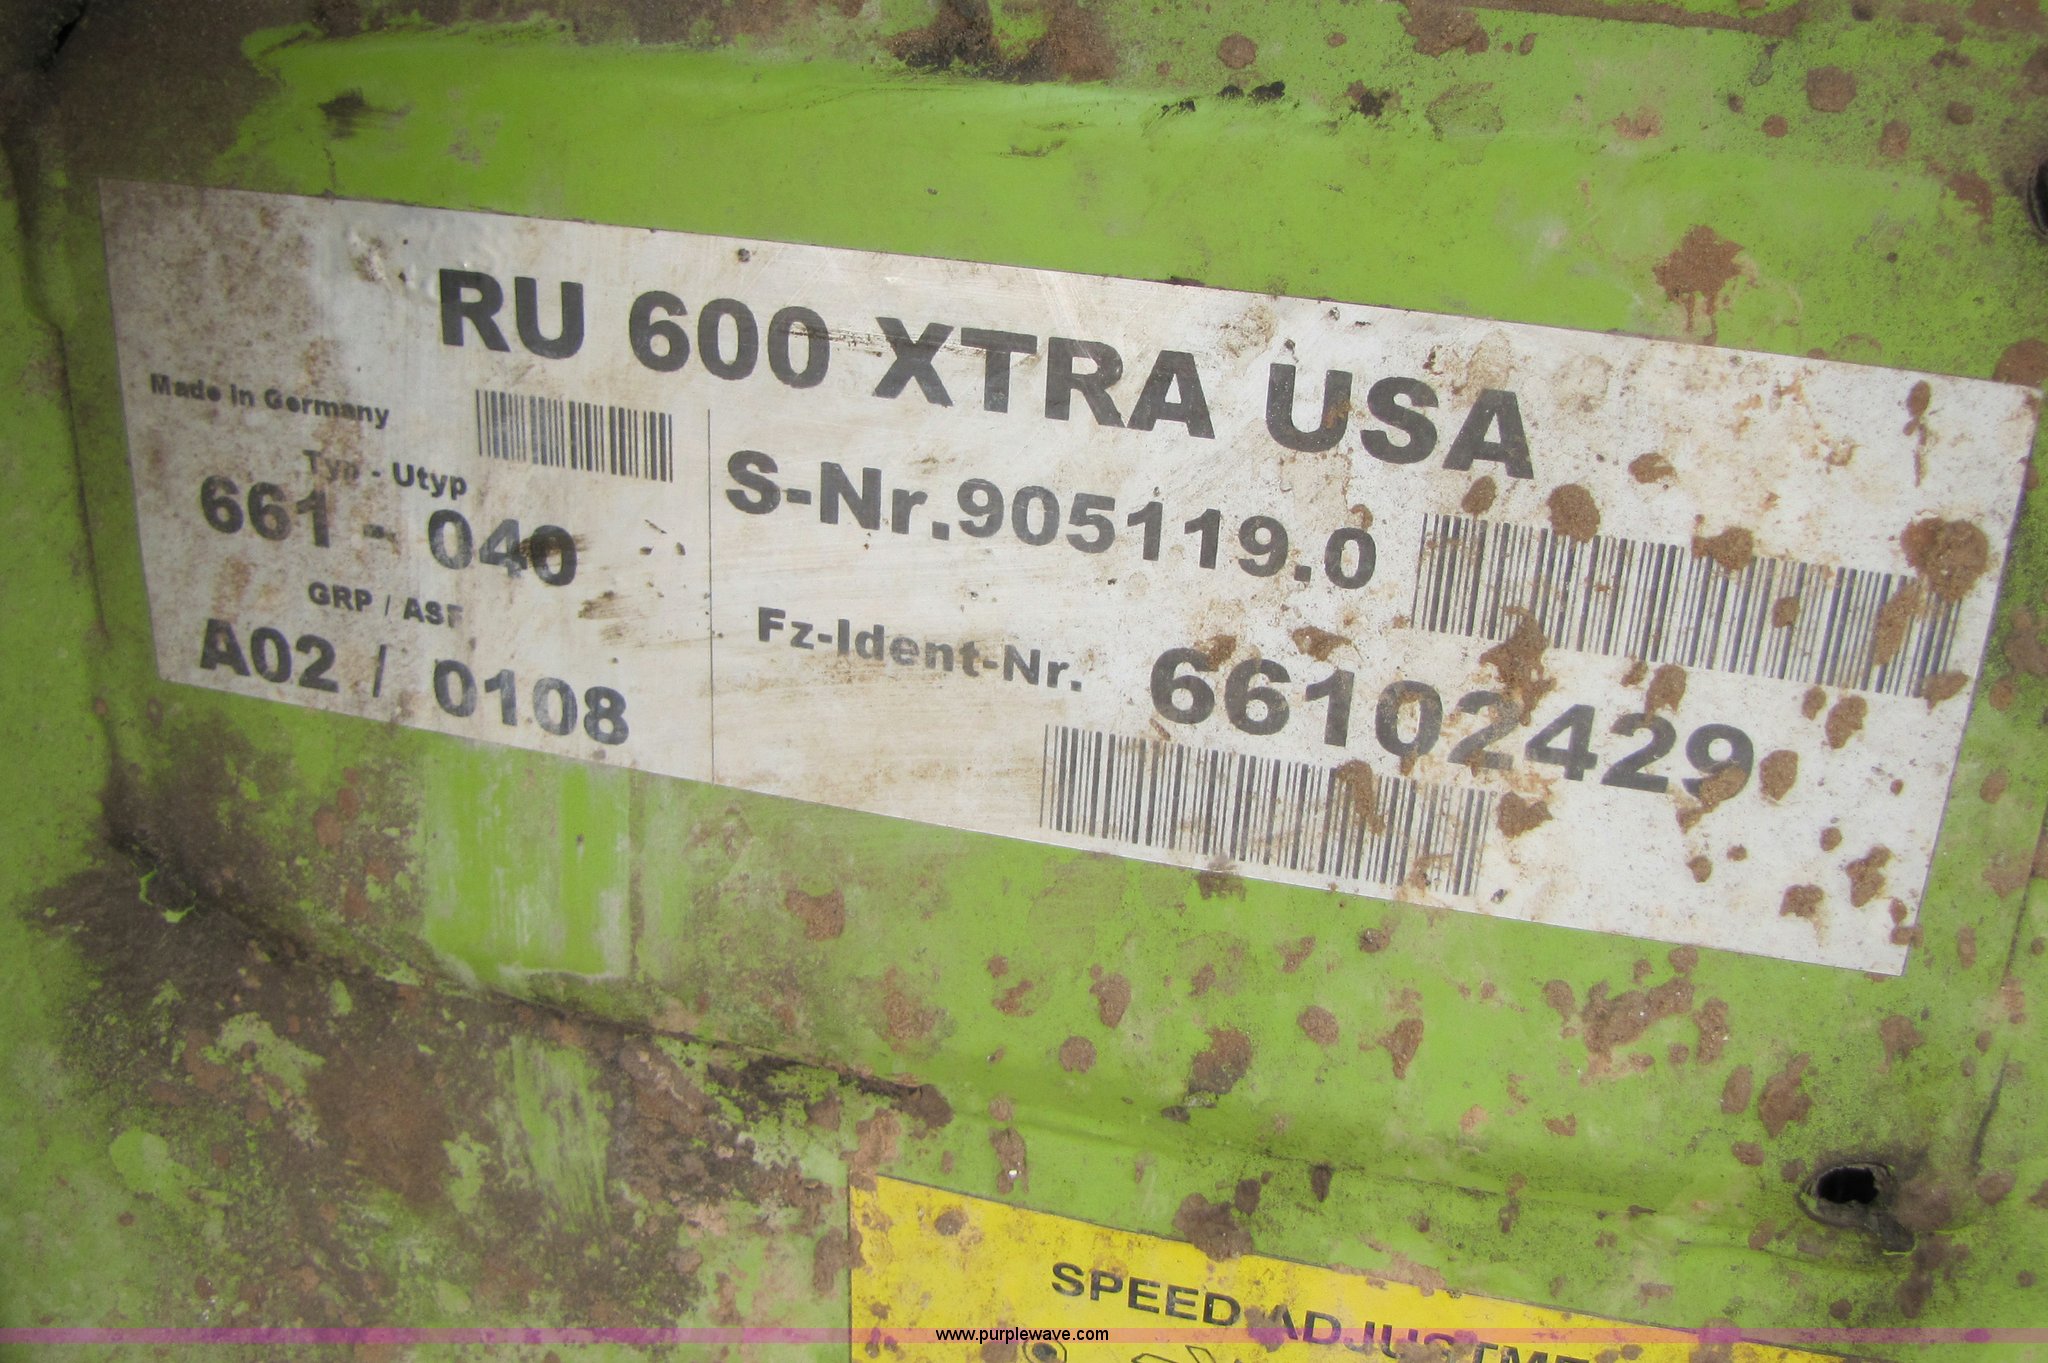 RU 600 XTRA USA
Made in Germany
Typ - Utyp
661 - 040
GRP / ASF
A02 / 0108
S-Nr.905119.0
Fz-Ident-Nr. 66102429
SPEED ADJUSTME
www.purplewave.com